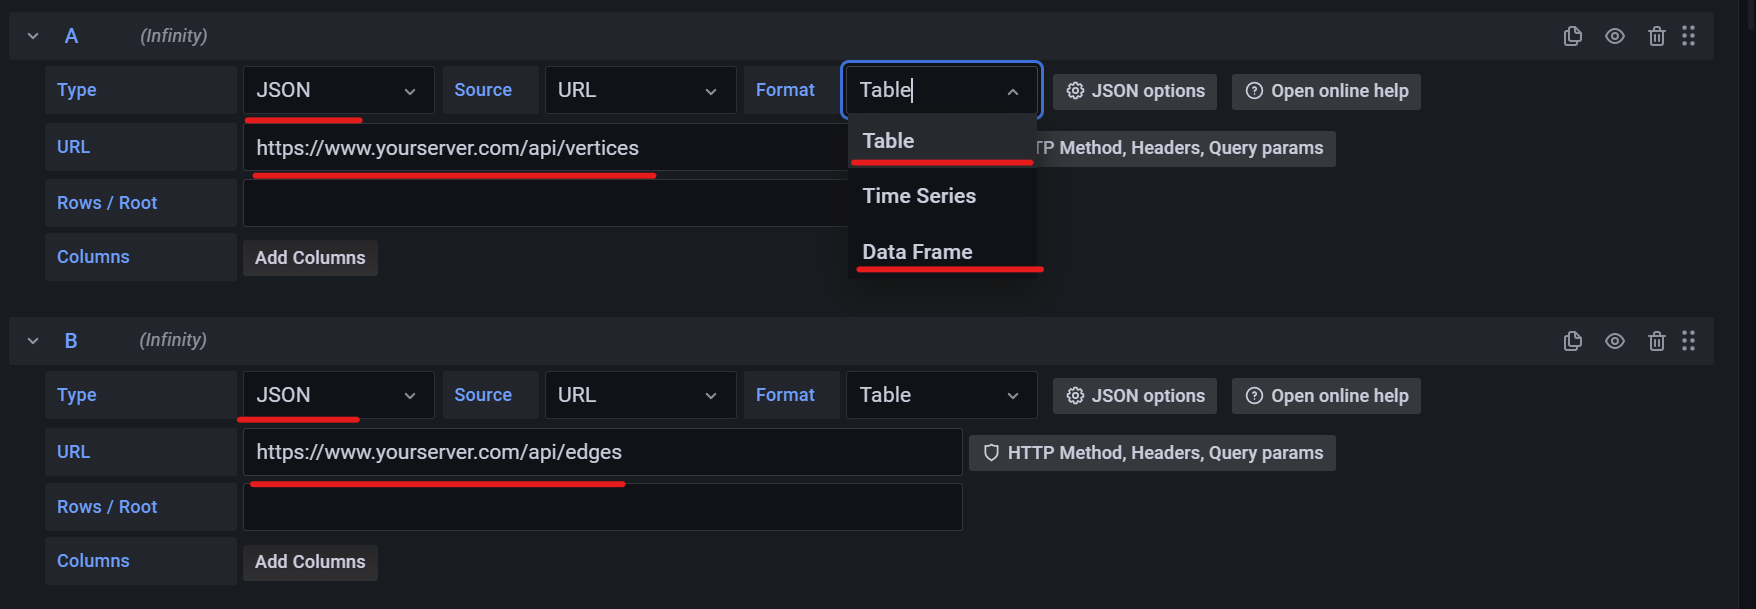 A (Infinity)
Type JSON Source URL Format Table JSON options Open online help
URL https://www.yourserver.com/api/vertices TP Method, Headers, Query params
Table
Time Series
Data Frame
Rows / Root
Columns Add Columns
B (Infinity)
Type JSON Source URL Format Table JSON options Open online help
URL https://www.yourserver.com/api/edges HTTP Method, Headers, Query params
Rows / Root
Columns Add Columns